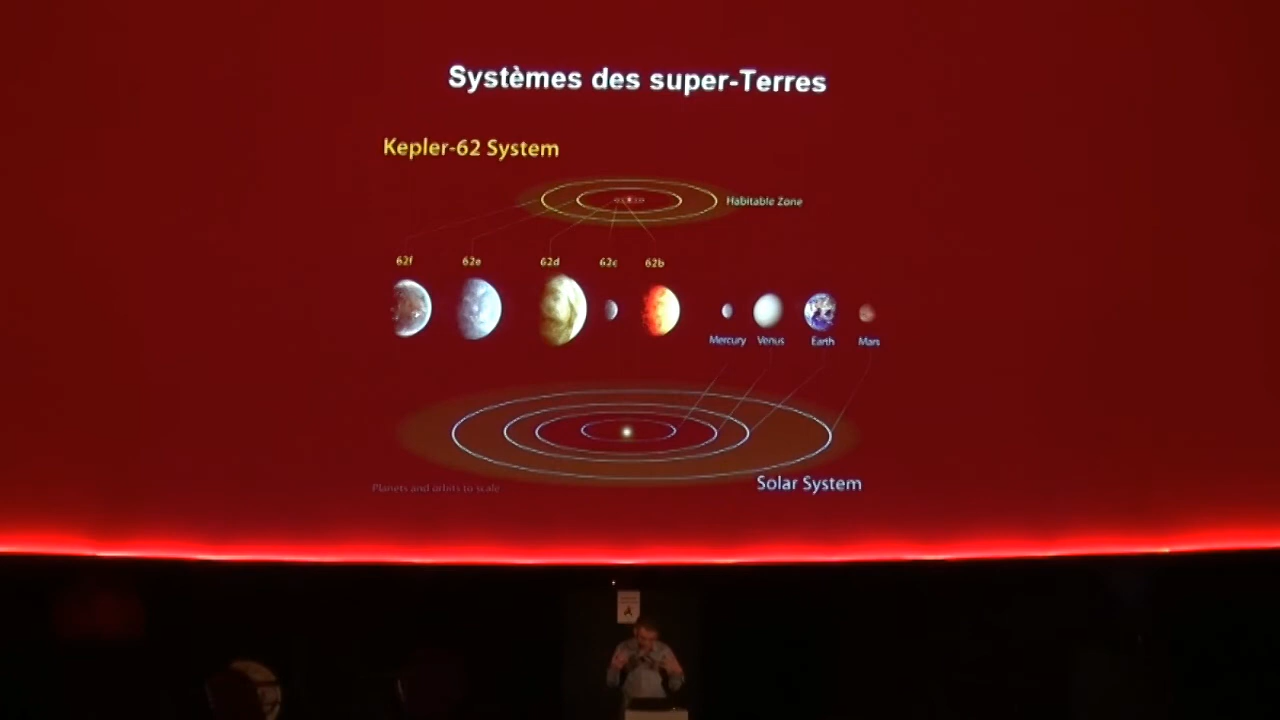 Systèmes des super-Terres
Kepler-62 System
Habitable Zone
62f 62e 62d 62c 62b
Mercury Venus Earth Mars
Solar System
Planets and orbits to scale